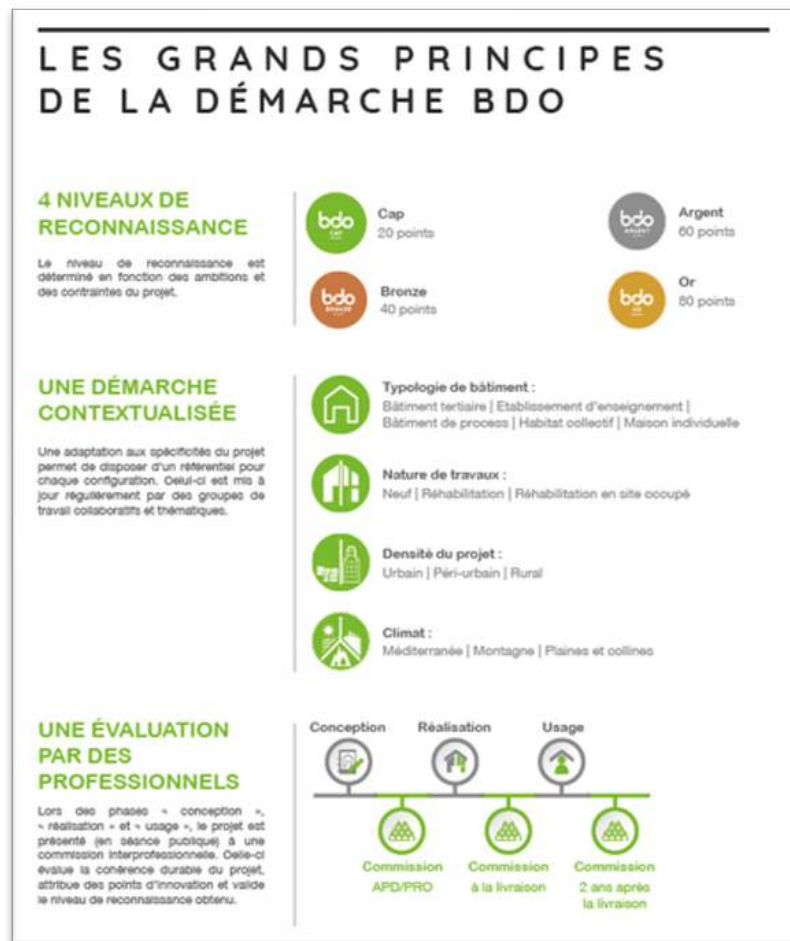 LES GRANDS PRINCIPES
DE LA DÉMARCHE BDO
4 NIVEAUX DE
RECONNAISSANCE
Le niveau de reconnaissance est
déterminé en fonction des ambitions et
des contraintes du projet.
bdo
CAP
Cap
20 points
bdo
ARGENT
Argent
60 points
bdo
BRONZE
Bronze
40 points
bdo
OR
Or
80 points
UNE DÉMARCHE
CONTEXTUALISÉE
Une adaptation aux spécificités du projet
permet de disposer d'un référentiel pour
chaque configuration. Celui-ci est mis à
jour régulièrement par des groupes de
travail collaboratifs et thématiques.
Typologie de bâtiment :
Bâtiment tertiaire | Etablissement d'enseignement |
Bâtiment de process | Habitat collectif | Maison individuelle
Nature de travaux :
Neuf | Réhabilitation | Réhabilitation en site occupé
Densité du projet :
Urbain | Péri-urbain | Rural
Climat :
Méditerranée | Montagne | Plaines et collines
UNE ÉVALUATION
PAR DES
PROFESSIONNELS
Lors des phases « conception »,
« réalisation » et « usage », le projet est
présenté (en séance publique) à une
commission interprofessionnelle. Celle-ci
évalue la cohérence durable du projet,
attribue des points d'innovation et valide
le niveau de reconnaissance obtenu.
Conception
Réalisation
Usage
Commission
APD/PRO
Commission
à la livraison
Commission
2 ans après
la livraison